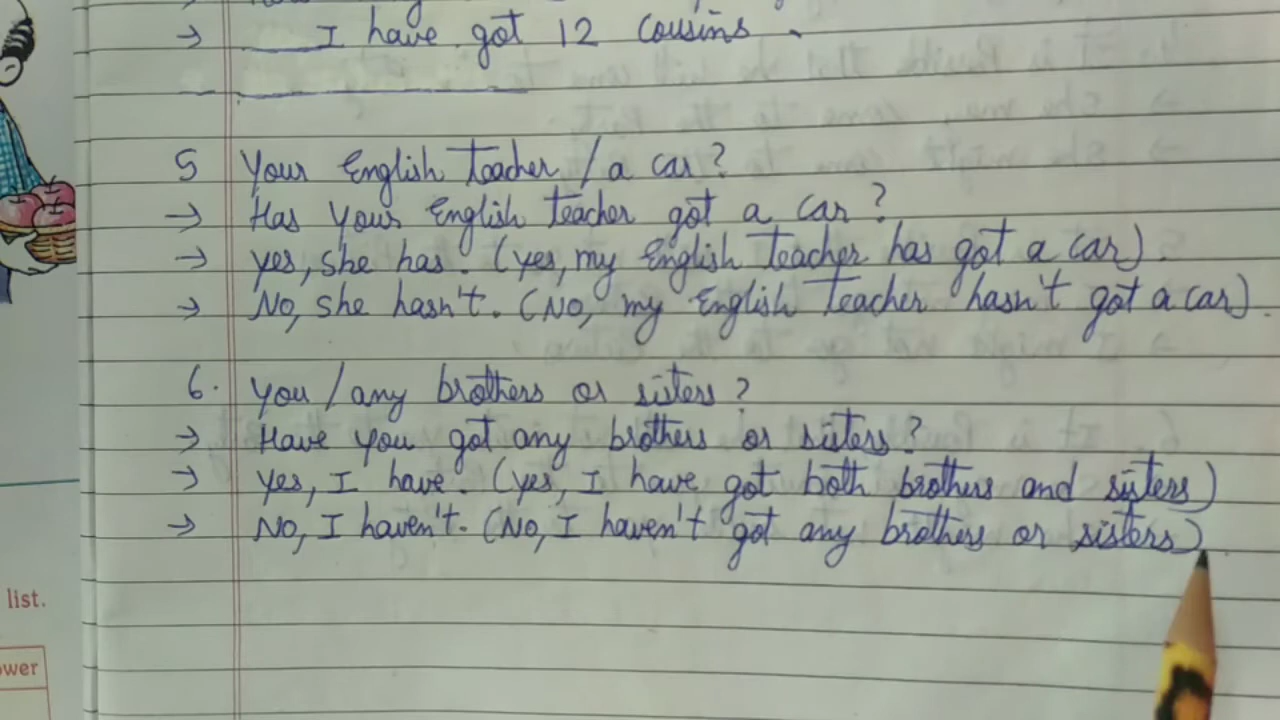 → I have got 12 cousins.
5 Your English teacher / a car?
→ Has your English teacher got a car?
→ yes, she has. (yes, my English teacher has got a car).
→ No, she hasn't. (No, my English teacher hasn't got a car).
6. you / any brothers or sisters?
→ Have you got any brothers or sisters?
→ yes, I have. (yes, I have got both brothers and sisters)
→ No, I haven't. (No, I haven't got any brothers or sisters)
list.